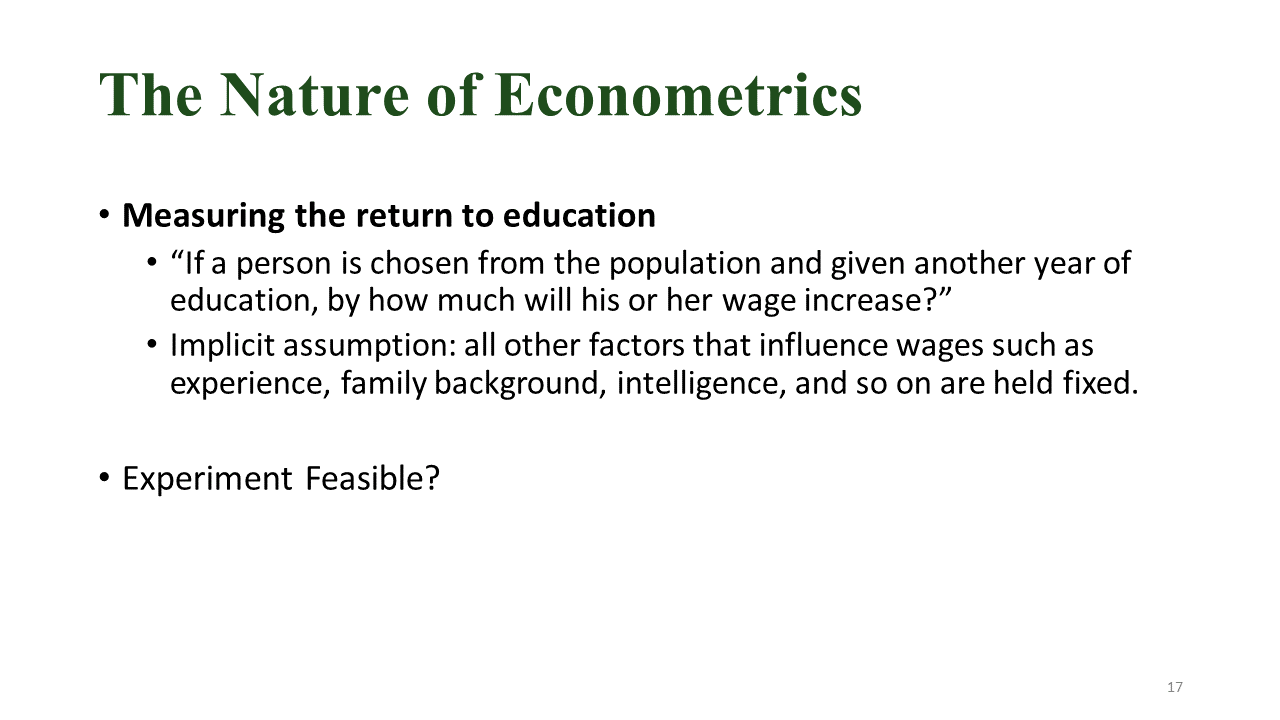 The Nature of Econometrics
• Measuring the return to education
• “If a person is chosen from the population and given another year of
education, by how much will his or her wage increase?”
• Implicit assumption: all other factors that influence wages such as
experience, family background, intelligence, and so on are held fixed.
• Experiment Feasible?
17